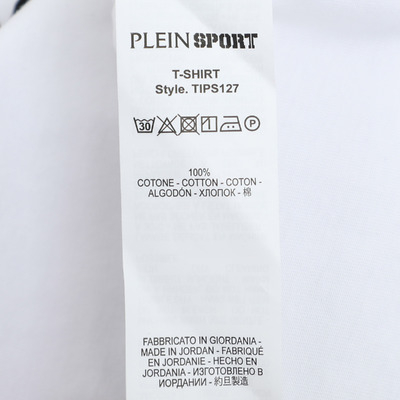 PLEIN SPORT
T-SHIRT
Style. TIPS127
30 P
100%
COTONE - COTTON - COTON -
ALGODÓN - ХЛОПОК - 棉
FABBRICATO IN GIORDANIA -
MADE IN JORDAN - FABRIQUÉ
EN JORDANIE - HECHO EN
JORDANIA - ИЗГОТОВЛЕНО В
ИОРДАНИИ - 約旦製造